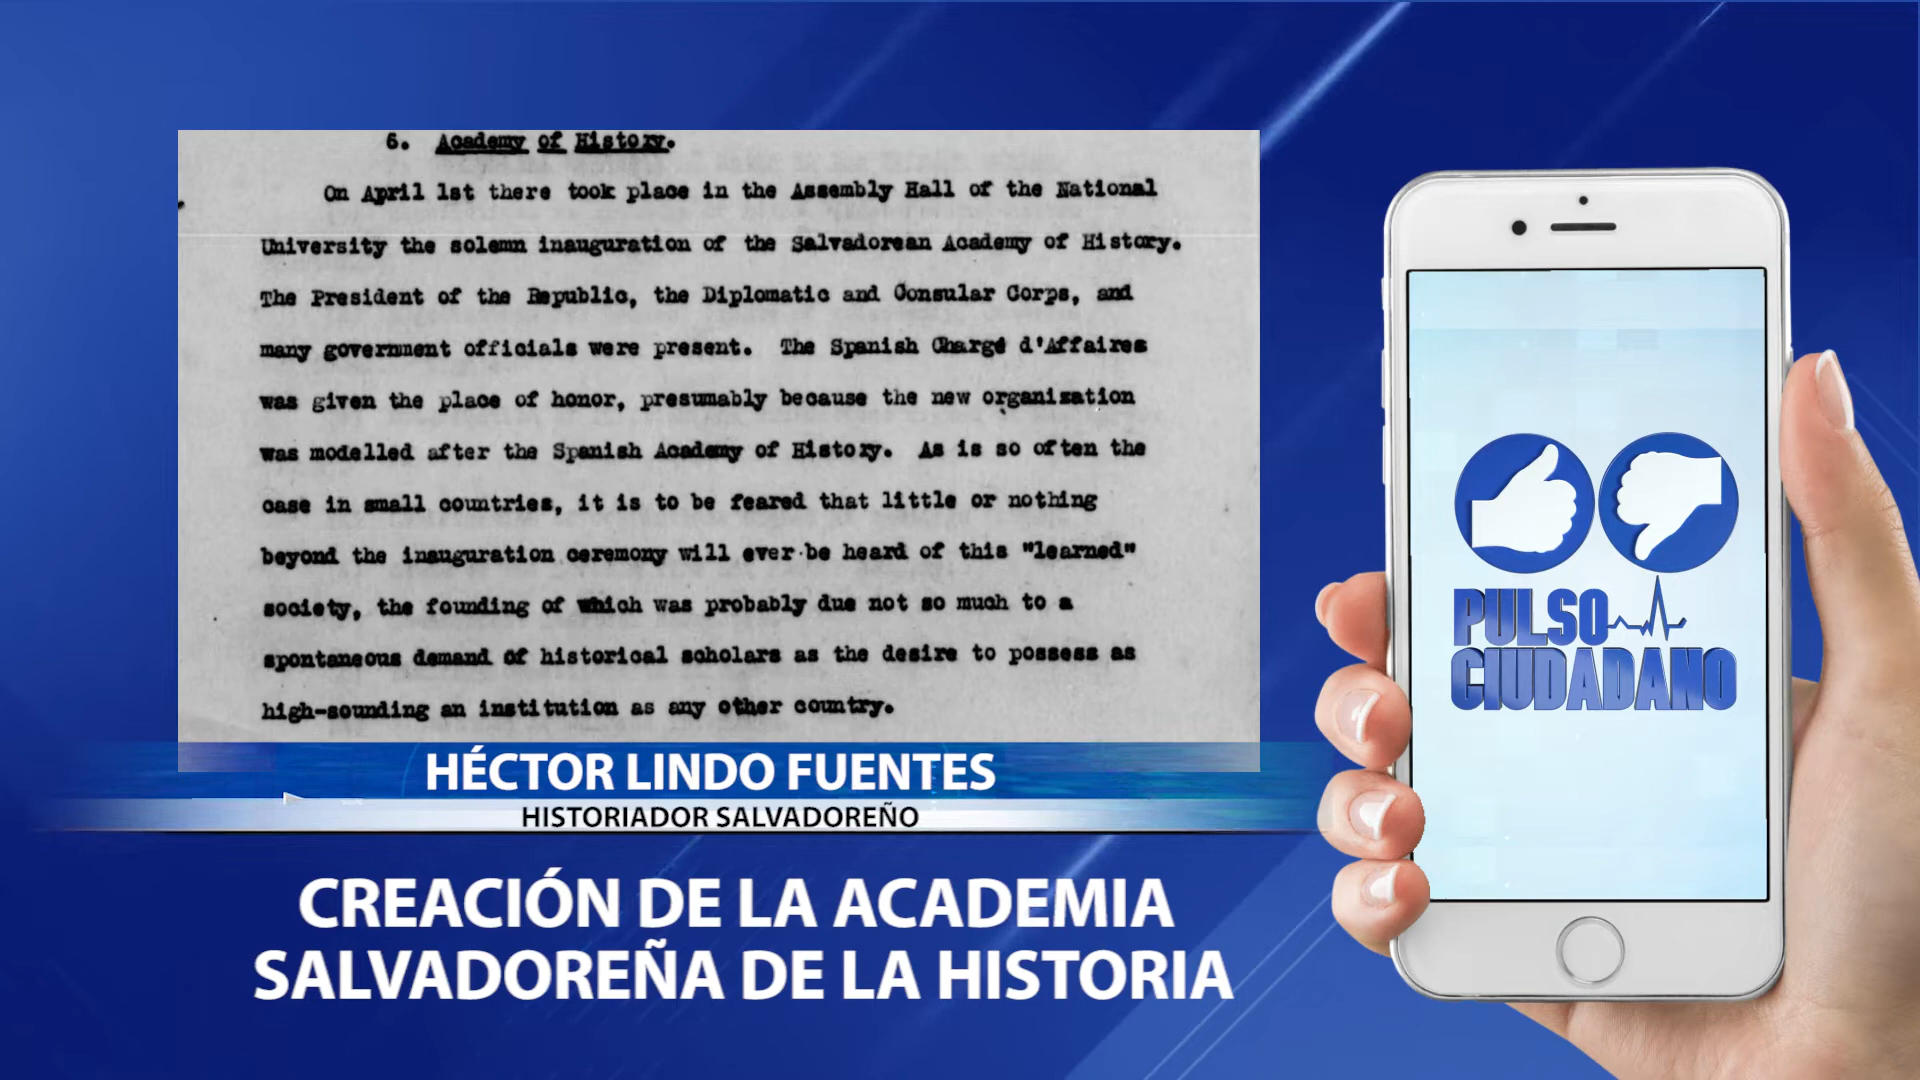 6. Academy of History.
On April 1st there took place in the Assembly Hall of the National
University the solemn inauguration of the Salvadorean Academy of History.
The President of the Republic, the Diplomatic and Consular Corps, and
many government officials were present. The Spanish Chargé d'Affaires
was given the place of honor, presumably because the new organization
was modelled after the Spanish Academy of History. As is so often the
case in small countries, it is to be feared that little or nothing
beyond the inauguration ceremony will ever be heard of this "learned"
society, the founding of which was probably due not so much to a
spontaneous demand of historical scholars as the desire to possess as
high-sounding an institution as any other country.
HÉCTOR LINDO FUENTES
HISTORIADOR SALVADOREÑO
CREACIÓN DE LA ACADEMIA
SALVADOREÑA DE LA HISTORIA
PULSO
CIUDADANO